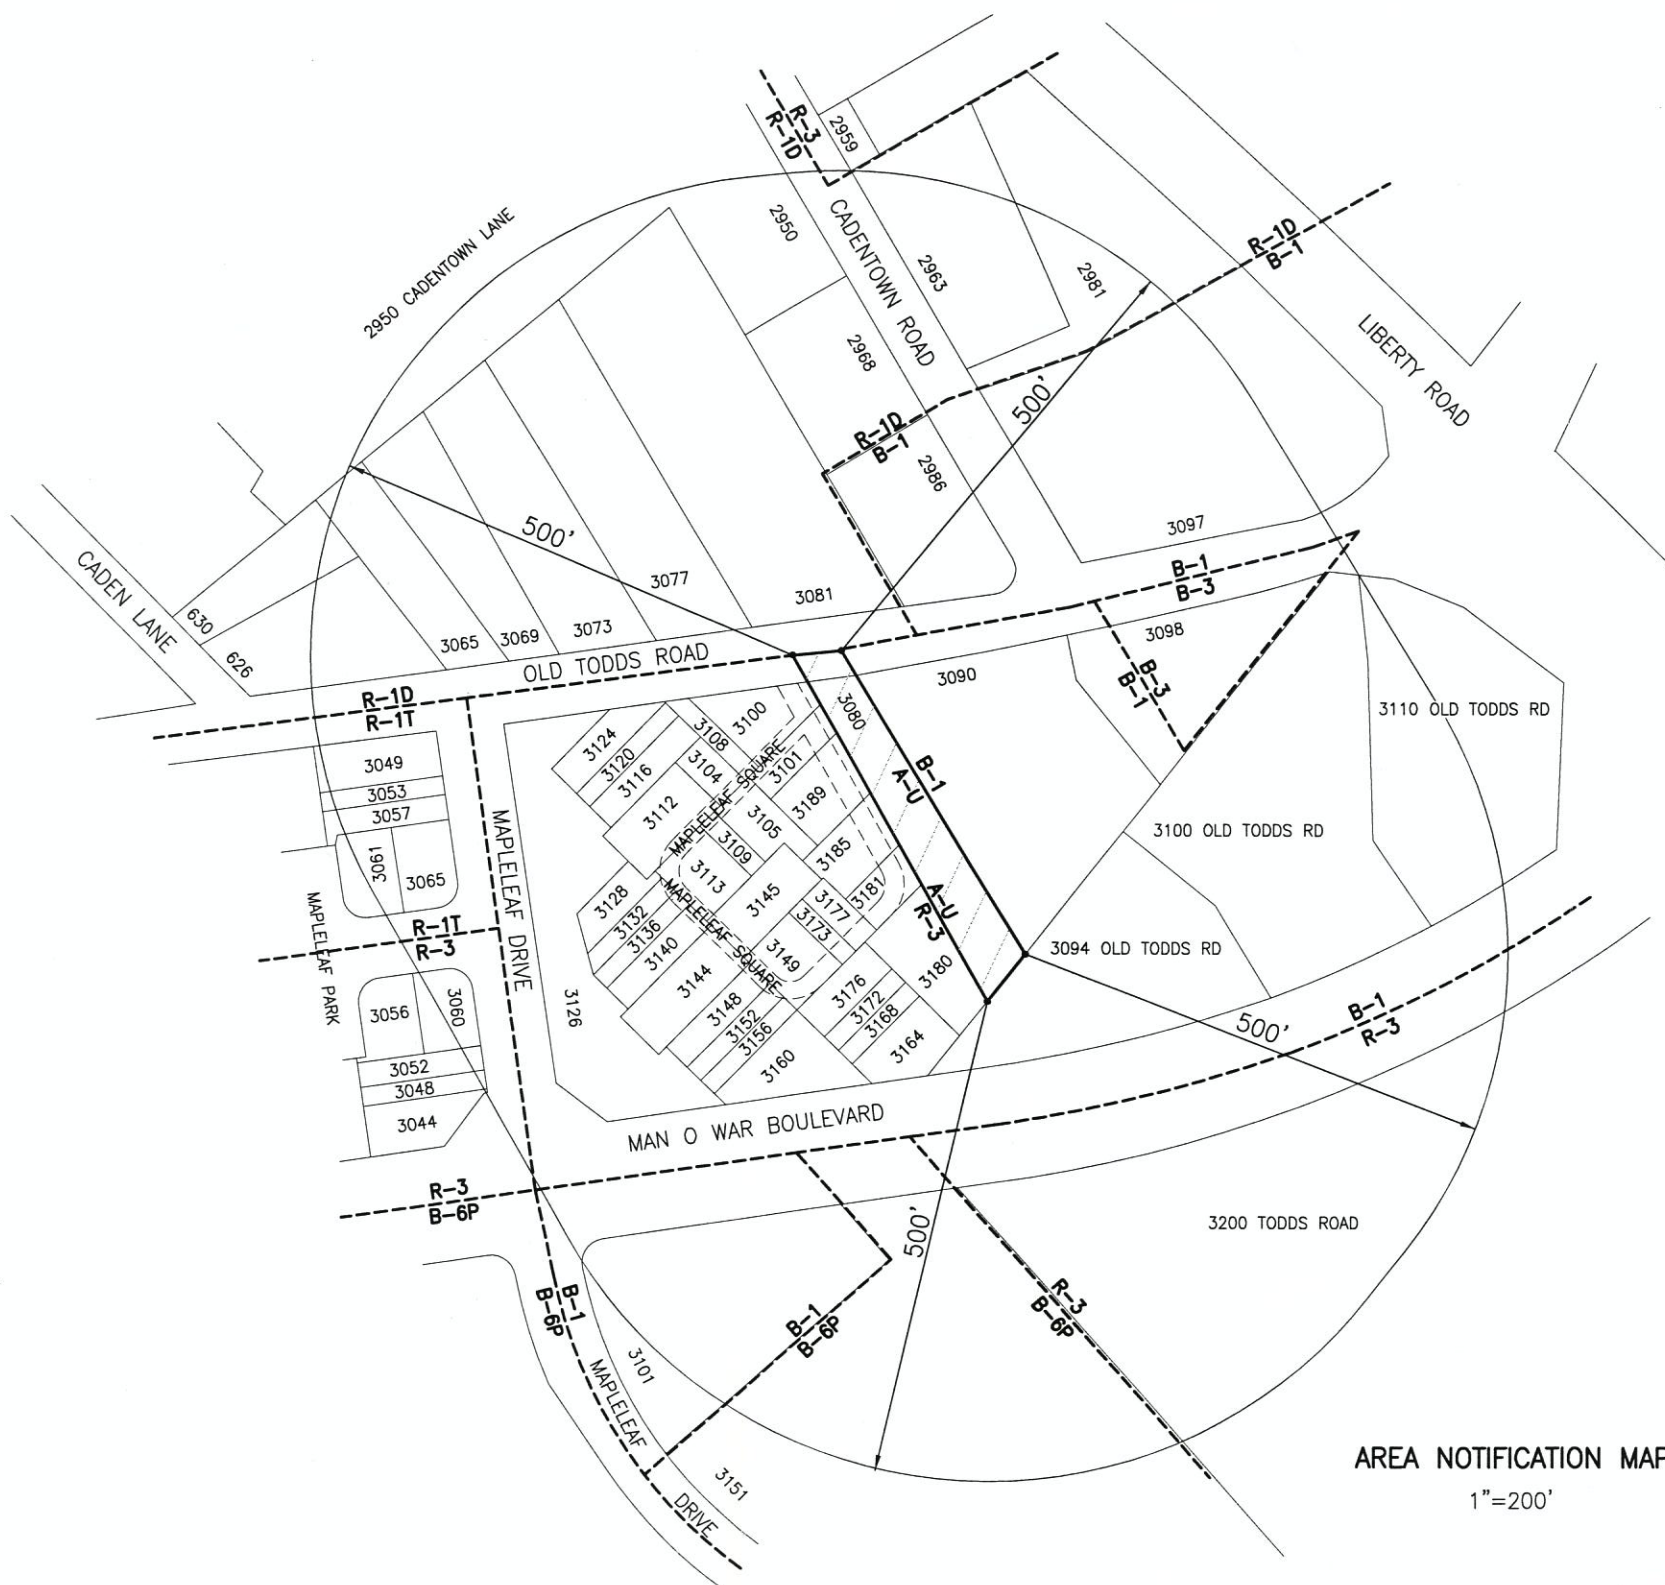 R-3
R-1D
2959
2950 CADENTOWN LANE
2950
CADENTOWN ROAD
2963
2981
R-1D
B-1
LIBERTY ROAD
2968
500'
R-1D
B-1
2986
500'
3097
CADEN LANE
630
626
3065
3069
3073
3077
3081
B-1
B-3
3098
OLD TODDS ROAD
3090
B-3
B-1
R-1D
R-1T
3110 OLD TODDS RD
3049
3053
3057
3061
3065
MAPLELEAF DRIVE
3124
3120
3116
3112
3108
3104
3100
MAPLELEAF SQUARE
3101
3080
B-1
A-U
3189
3105
3109
3113
3185
3181
3145
3177
3173
3149
3100 OLD TODDS RD
A-U
R-3
MAPLELEAF PARK
R-1T
R-3
3128
3132
3136
3140
3144
MAPLELEAF SQUARE
3148
3152
3156
3160
3176
3172
3168
3164
3180
3094 OLD TODDS RD
3126
3056
3060
3052
3048
3044
B-1
R-3
500'
MAN O WAR BOULEVARD
R-3
B-6P
500'
3200 TODDS ROAD
B-1
B-6P
B-1
B-6P
R-3
B-6P
3101
MAPLELEAF
DRIVE
3151
AREA NOTIFICATION MAP
1"=200'